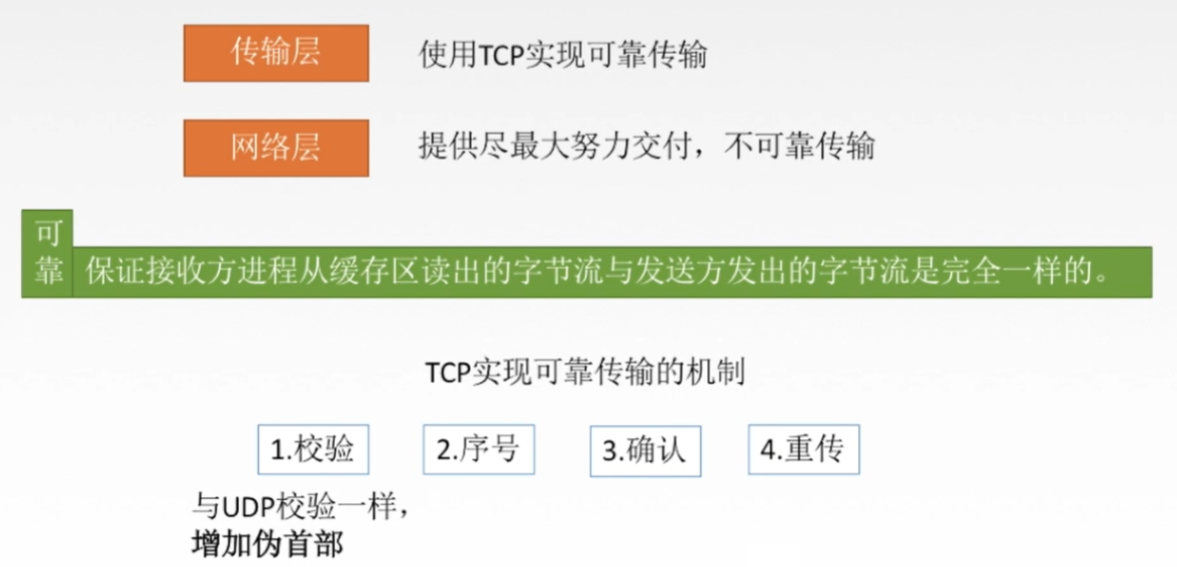 传输层 使用TCP实现可靠传输
网络层 提供尽最大努力交付，不可靠传输
可靠 保证接收方进程从缓存区读出的字节流与发送方发出的字节流是完全一样的。
TCP实现可靠传输的机制
1.校验 2.序号 3.确认 4.重传
与UDP校验一样，
增加伪首部